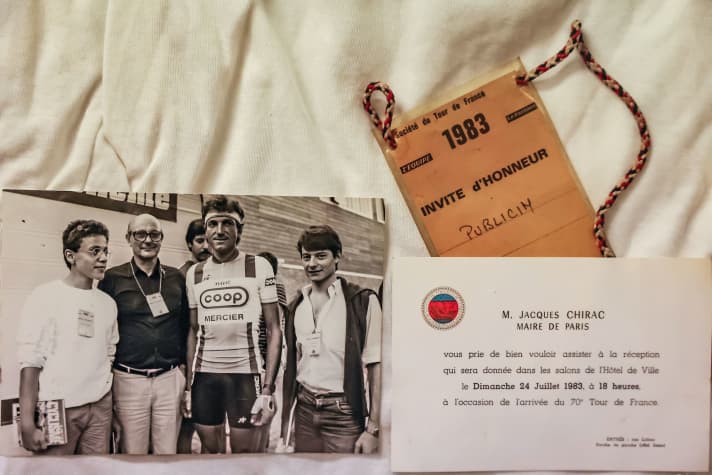 Société du Tour de France
L'EQUIPE
1983
INVITE d'HONNEUR
PUBLICIN
COOP
MERCIER
M. JACQUES CHIRAC
MAIRE DE PARIS
vous prie de bien vouloir assister à la réception
qui sera donnée dans les salons de l'Hôtel de Ville
le Dimanche 24 Juillet 1983, à 18 heures,
à l'occasion de l'arrivée du 70e Tour de France.